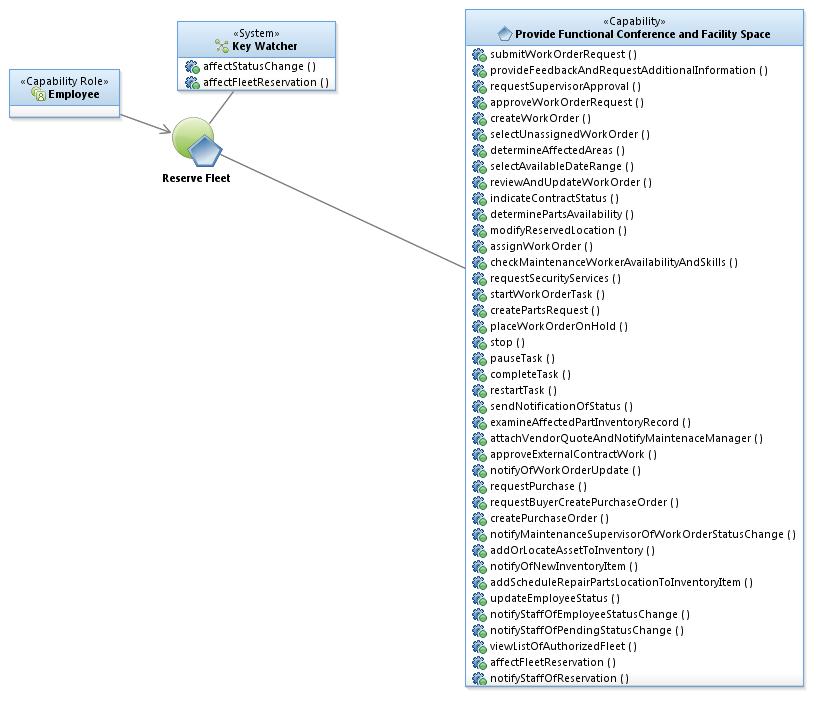 «Capability Role»
Employee
«System»
Key Watcher
affectStatusChange ( )
affectFleetReservation ( )
Reserve Fleet
«Capability»
Provide Functional Conference and Facility Space
submitWorkOrderRequest ( )
provideFeedbackAndRequestAdditionalInformation ( )
requestSupervisorApproval ( )
approveWorkOrderRequest ( )
createWorkOrder ( )
selectUnassignedWorkOrder ( )
determineAffectedAreas ( )
selectAvailableDateRange ( )
reviewAndUpdateWorkOrder ( )
indicateContractStatus ( )
determinePartsAvailability ( )
modifyReservedLocation ( )
assignWorkOrder ( )
checkMaintenanceWorkerAvailabilityAndSkills ( )
requestSecurityServices ( )
startWorkOrderTask ( )
createPartsRequest ( )
placeWorkOrderOnHold ( )
stop ( )
pauseTask ( )
completeTask ( )
restartTask ( )
sendNotificationOfStatus ( )
examineAffectedPartInventoryRecord ( )
attachVendorQuoteAndNotifyMaintenaceManager ( )
approveExternalContractWork ( )
notifyOfWorkOrderUpdate ( )
requestPurchase ( )
requestBuyerCreatePurchaseOrder ( )
createPurchaseOrder ( )
notifyMaintenanceSupervisorOfWorkOrderStatusChange ( )
addOrLocateAssetToInventory ( )
notifyOfNewInventoryItem ( )
addScheduleRepairPartsLocationToInventoryItem ( )
updateEmployeeStatus ( )
notifyStaffOfEmployeeStatusChange ( )
notifyStaffOfPendingStatusChange ( )
viewListOfAuthorizedFleet ( )
affectFleetReservation ( )
notifyStaffOfReservation ( )